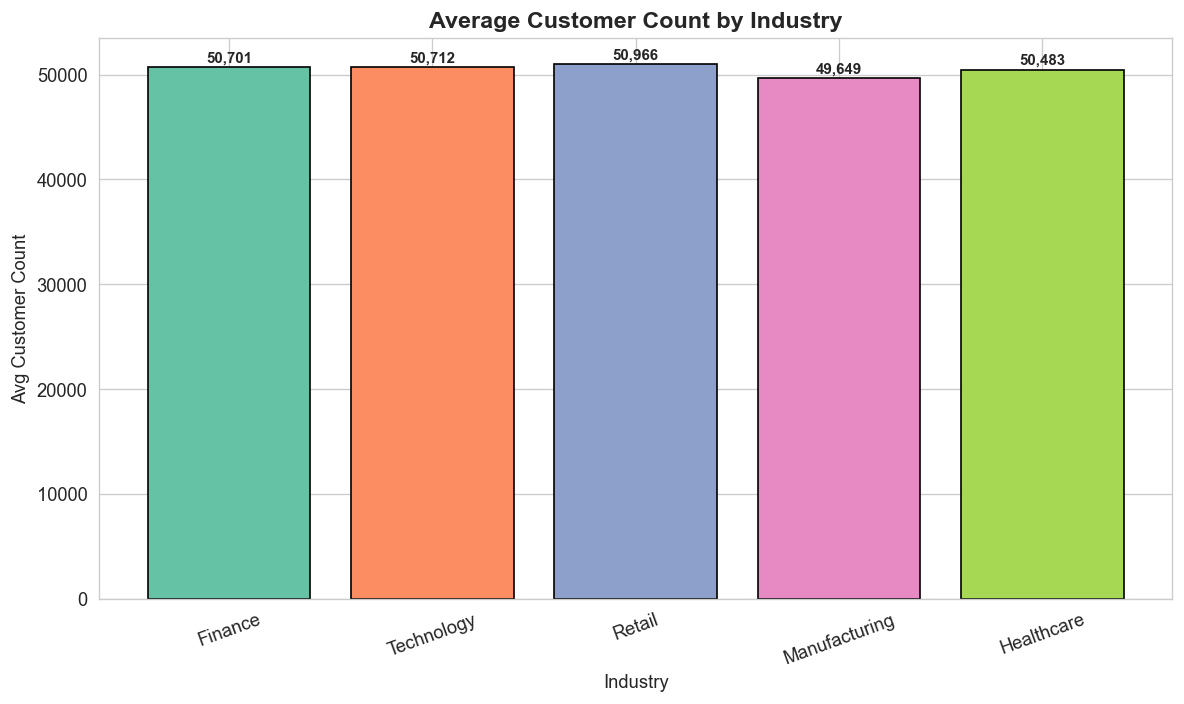 Average Customer Count by Industry
50,701
50,712
50,966
49,649
50,483
Avg Customer Count
50000
40000
30000
20000
10000
0
Finance
Technology
Retail
Manufacturing
Healthcare
Industry